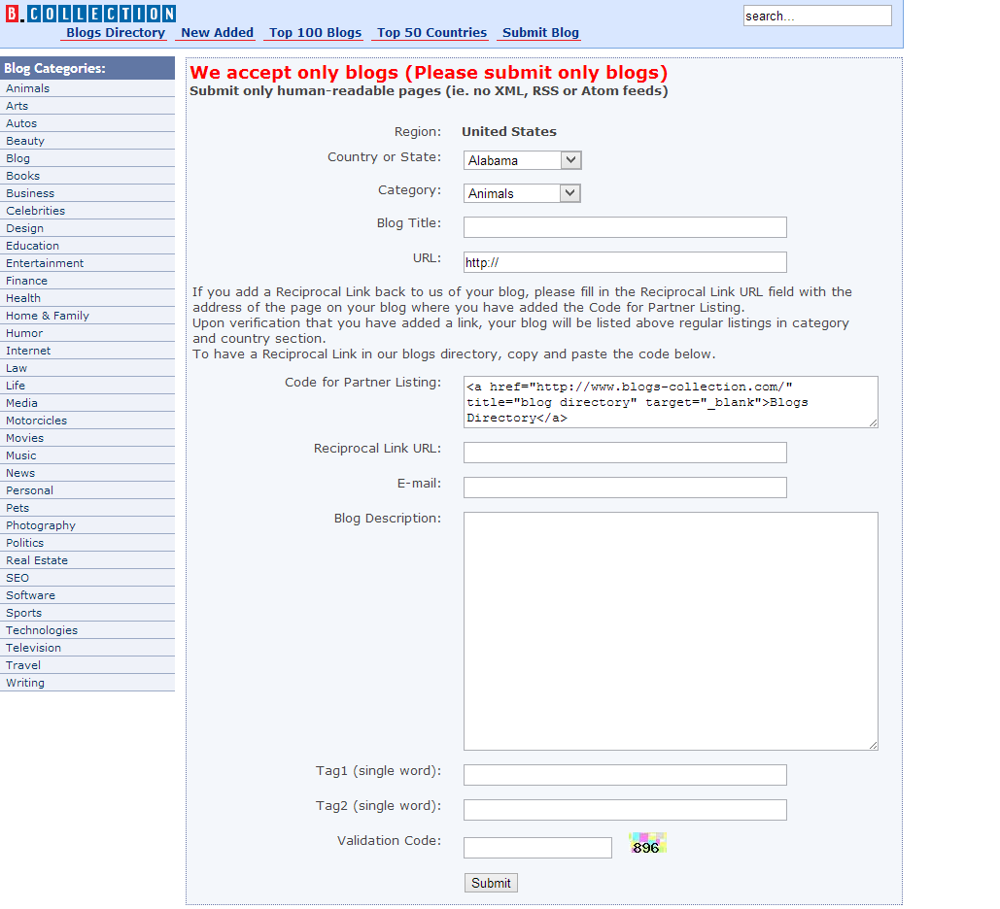 B.COLLECTION
search...
Blogs Directory New Added Top 100 Blogs Top 50 Countries Submit Blog
Blog Categories:
Animals
Arts
Autos
Beauty
Blog
Books
Business
Celebrities
Design
Education
Entertainment
Finance
Health
Home & Family
Humor
Internet
Law
Life
Media
Motorcicles
Movies
Music
News
Personal
Pets
Photography
Politics
Real Estate
SEO
Software
Sports
Technologies
Television
Travel
Writing
We accept only blogs (Please submit only blogs)
Submit only human-readable pages (ie. no XML, RSS or Atom feeds)
Region: United States
Country or State: Alabama
Category: Animals
Blog Title:
URL: http://
If you add a Reciprocal Link back to us of your blog, please fill in the Reciprocal Link URL field with the
address of the page on your blog where you have added the Code for Partner Listing.
Upon verification that you have added a link, your blog will be listed above regular listings in category
and country section.
To have a Reciprocal Link in our blogs directory, copy and paste the code below.
Code for Partner Listing: <a href="http://www.blogs-collection.com/"
title="blog directory" target="_blank">Blogs
Directory</a>
Reciprocal Link URL:
E-mail:
Blog Description:
Tag1 (single word):
Tag2 (single word):
Validation Code: 896
Submit